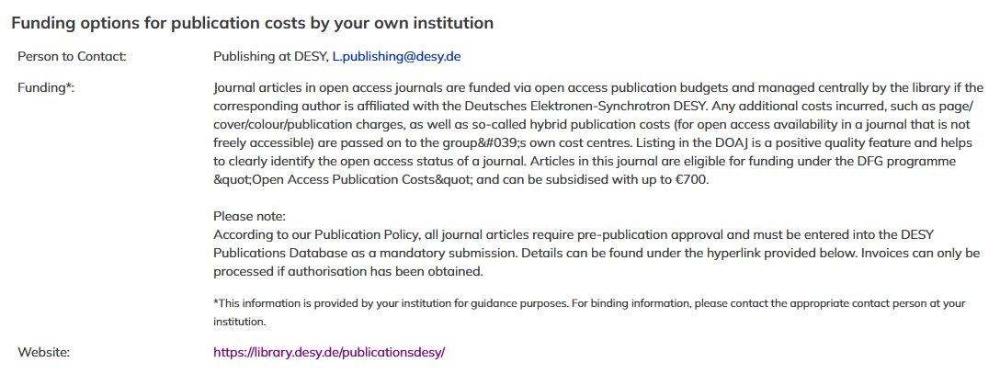 Funding options for publication costs by your own institution
Person to Contact: Publishing at DESY, L.publishing@desy.de
Funding*: Journal articles in open access journals are funded via open access publication budgets and managed centrally by the library if the
corresponding author is affiliated with the Deutsches Elektronen-Synchrotron DESY. Any additional costs incurred, such as page/
cover/colour/publication charges, as well as so-called hybrid publication costs (for open access availability in a journal that is not
freely accessible) are passed on to the group&#039;s own cost centres. Listing in the DOAJ is a positive quality feature and helps
to clearly identify the open access status of a journal. Articles in this journal are eligible for funding under the DFG programme
&quot;Open Access Publication Costs&quot; and can be subsidised with up to €700.
Please note:
According to our Publication Policy, all journal articles require pre-publication approval and must be entered into the DESY
Publications Database as a mandatory submission. Details can be found under the hyperlink provided below. Invoices can only be
processed if authorisation has been obtained.
*This information is provided by your institution for guidance purposes. For binding information, please contact the appropriate contact person at your
institution.
Website: https://library.desy.de/publicationsdesy/